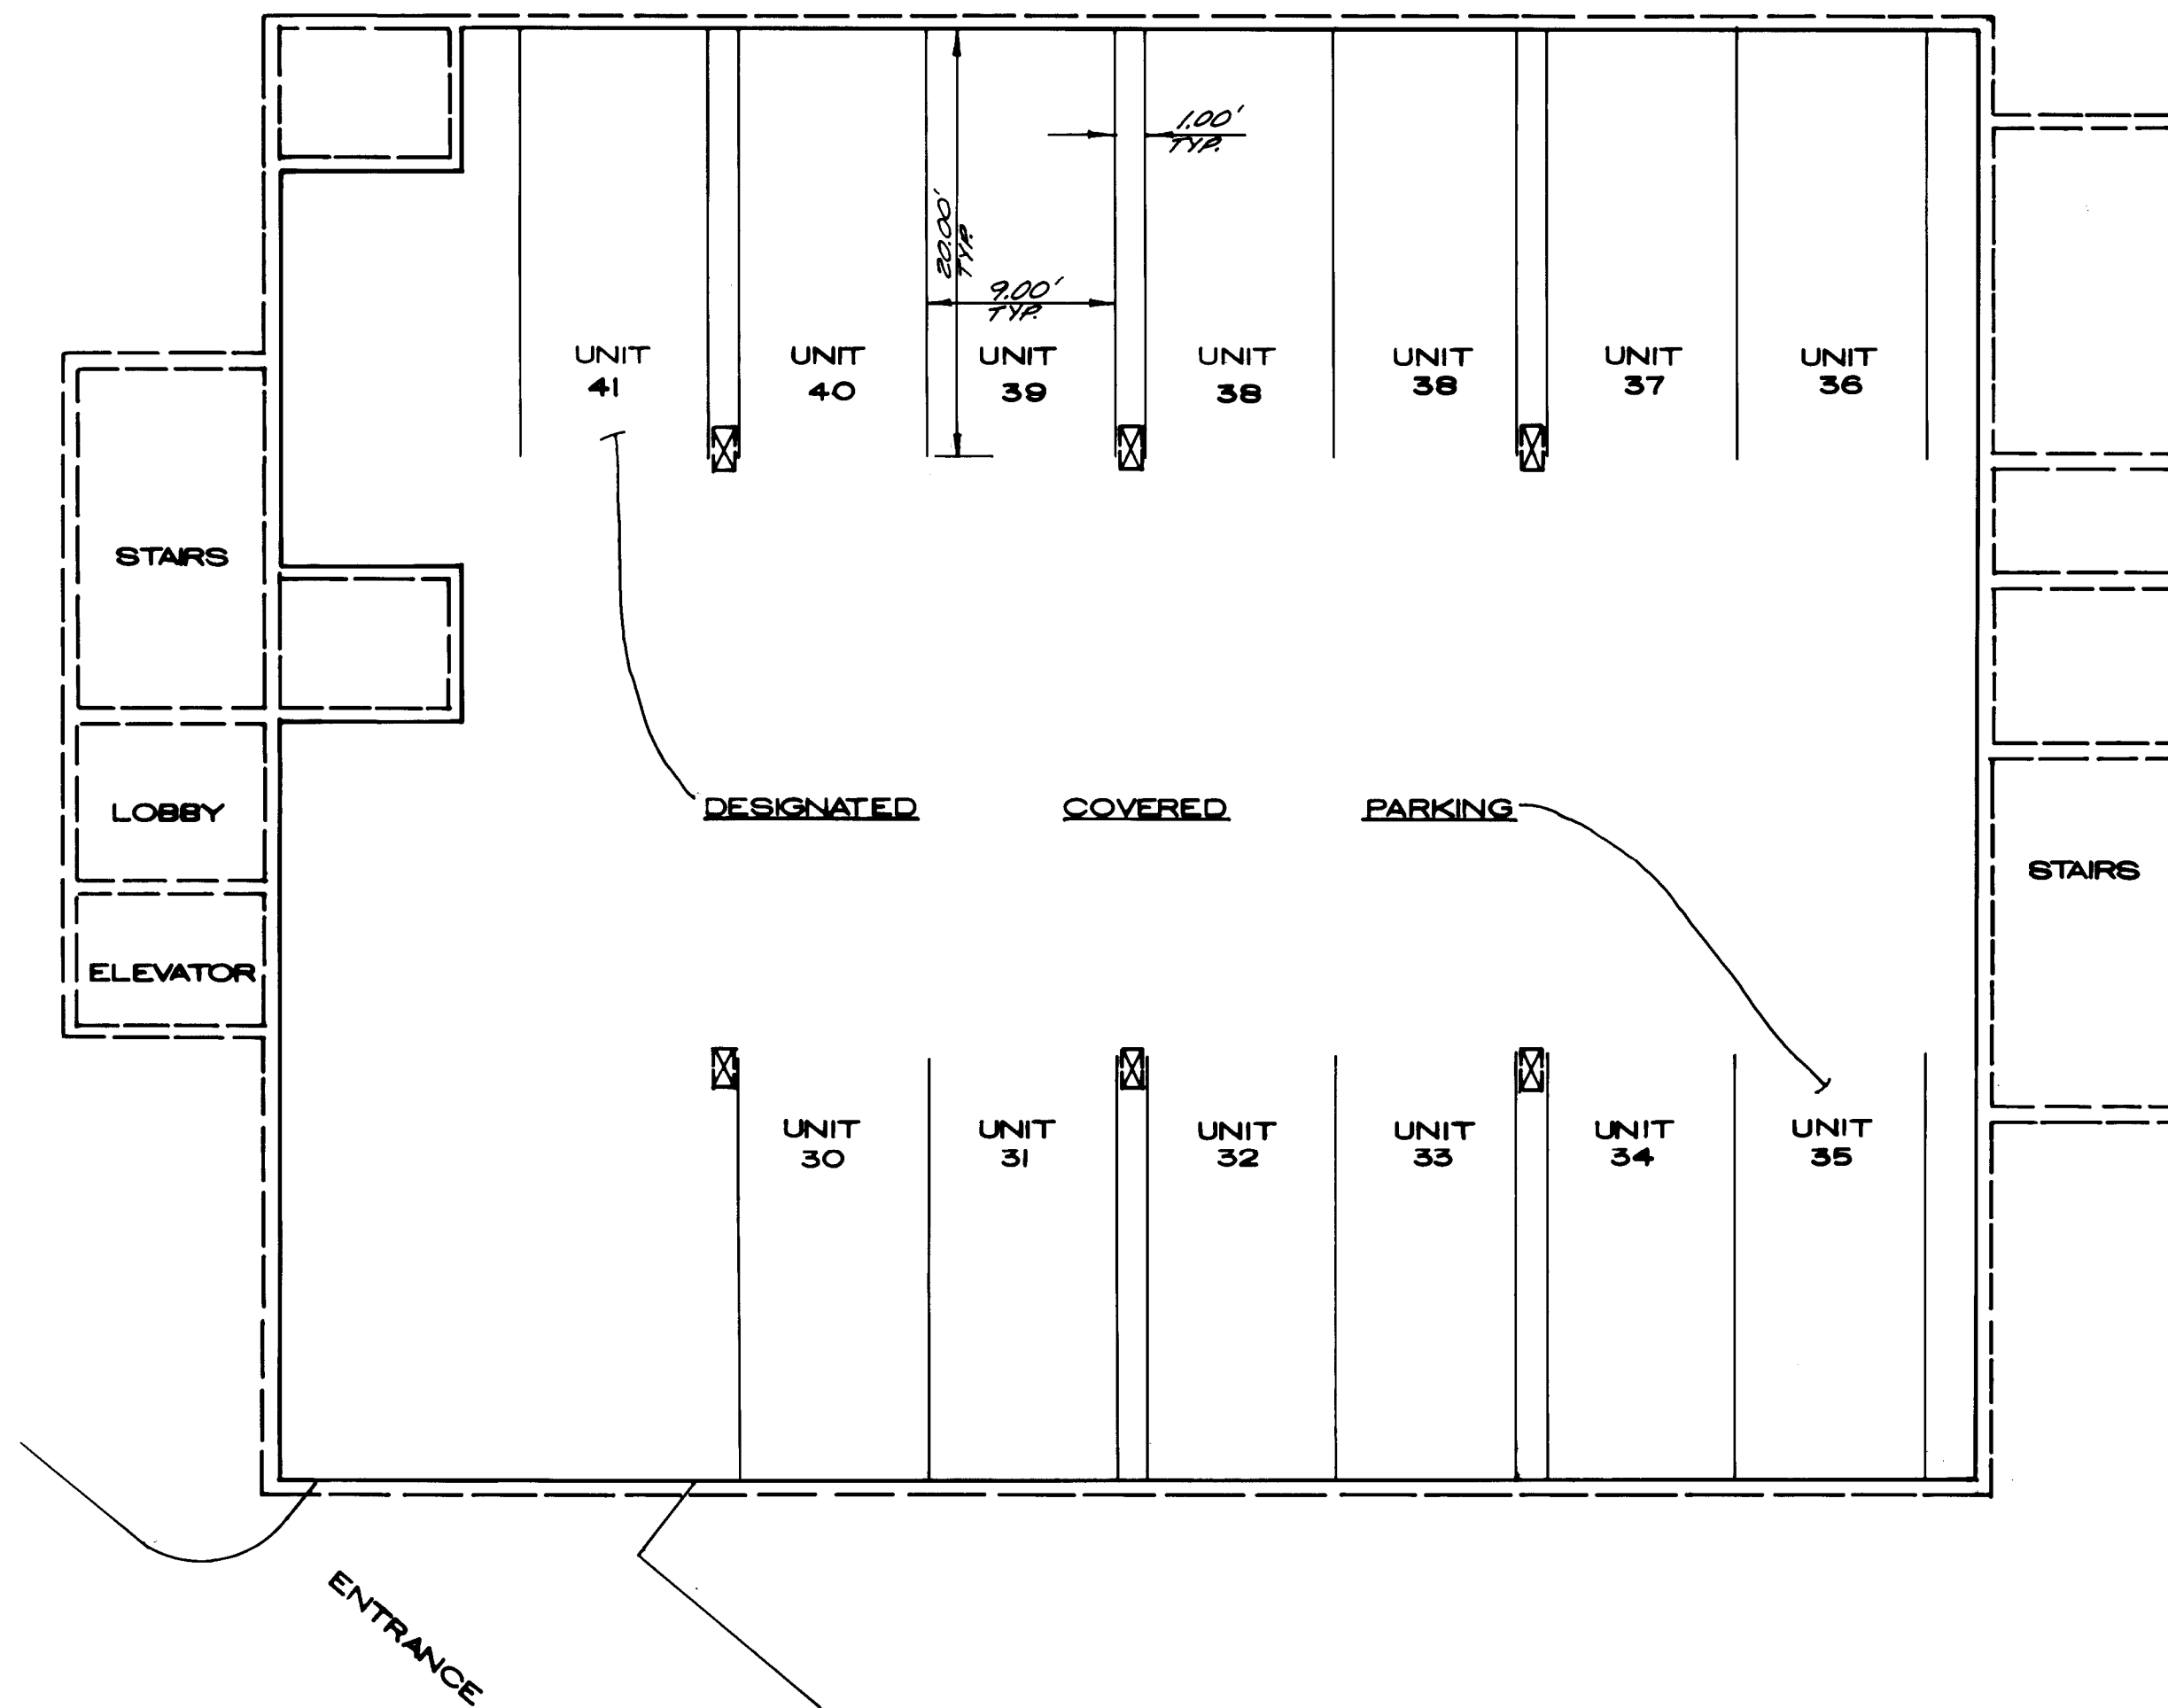 1.00'
TYP.
20.00'
TYP.
9.00'
TYP.
UNIT
41
UNIT
40
UNIT
39
UNIT
38
UNIT
38
UNIT
37
UNIT
36
STAIRS
DESIGNATED COVERED PARKING
LOBBY
STAIRS
ELEVATOR
UNIT
30
UNIT
31
UNIT
32
UNIT
33
UNIT
34
UNIT
35
ENTRANCE